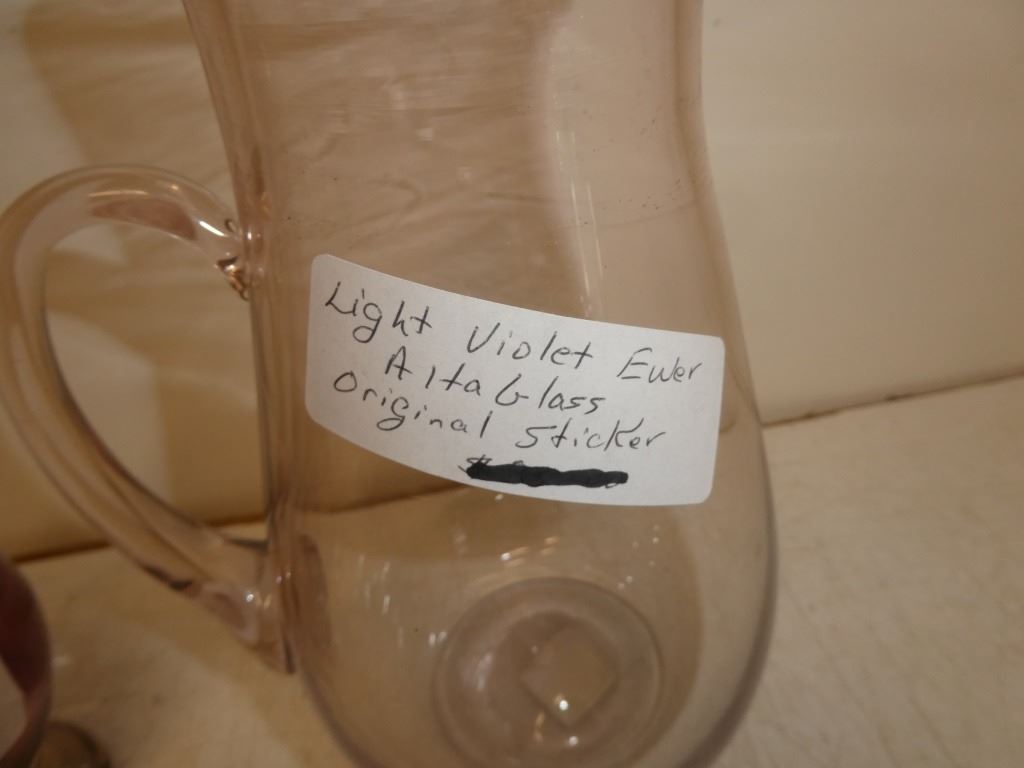 Light Violet Ewer
Alta Glass
Original Sticker